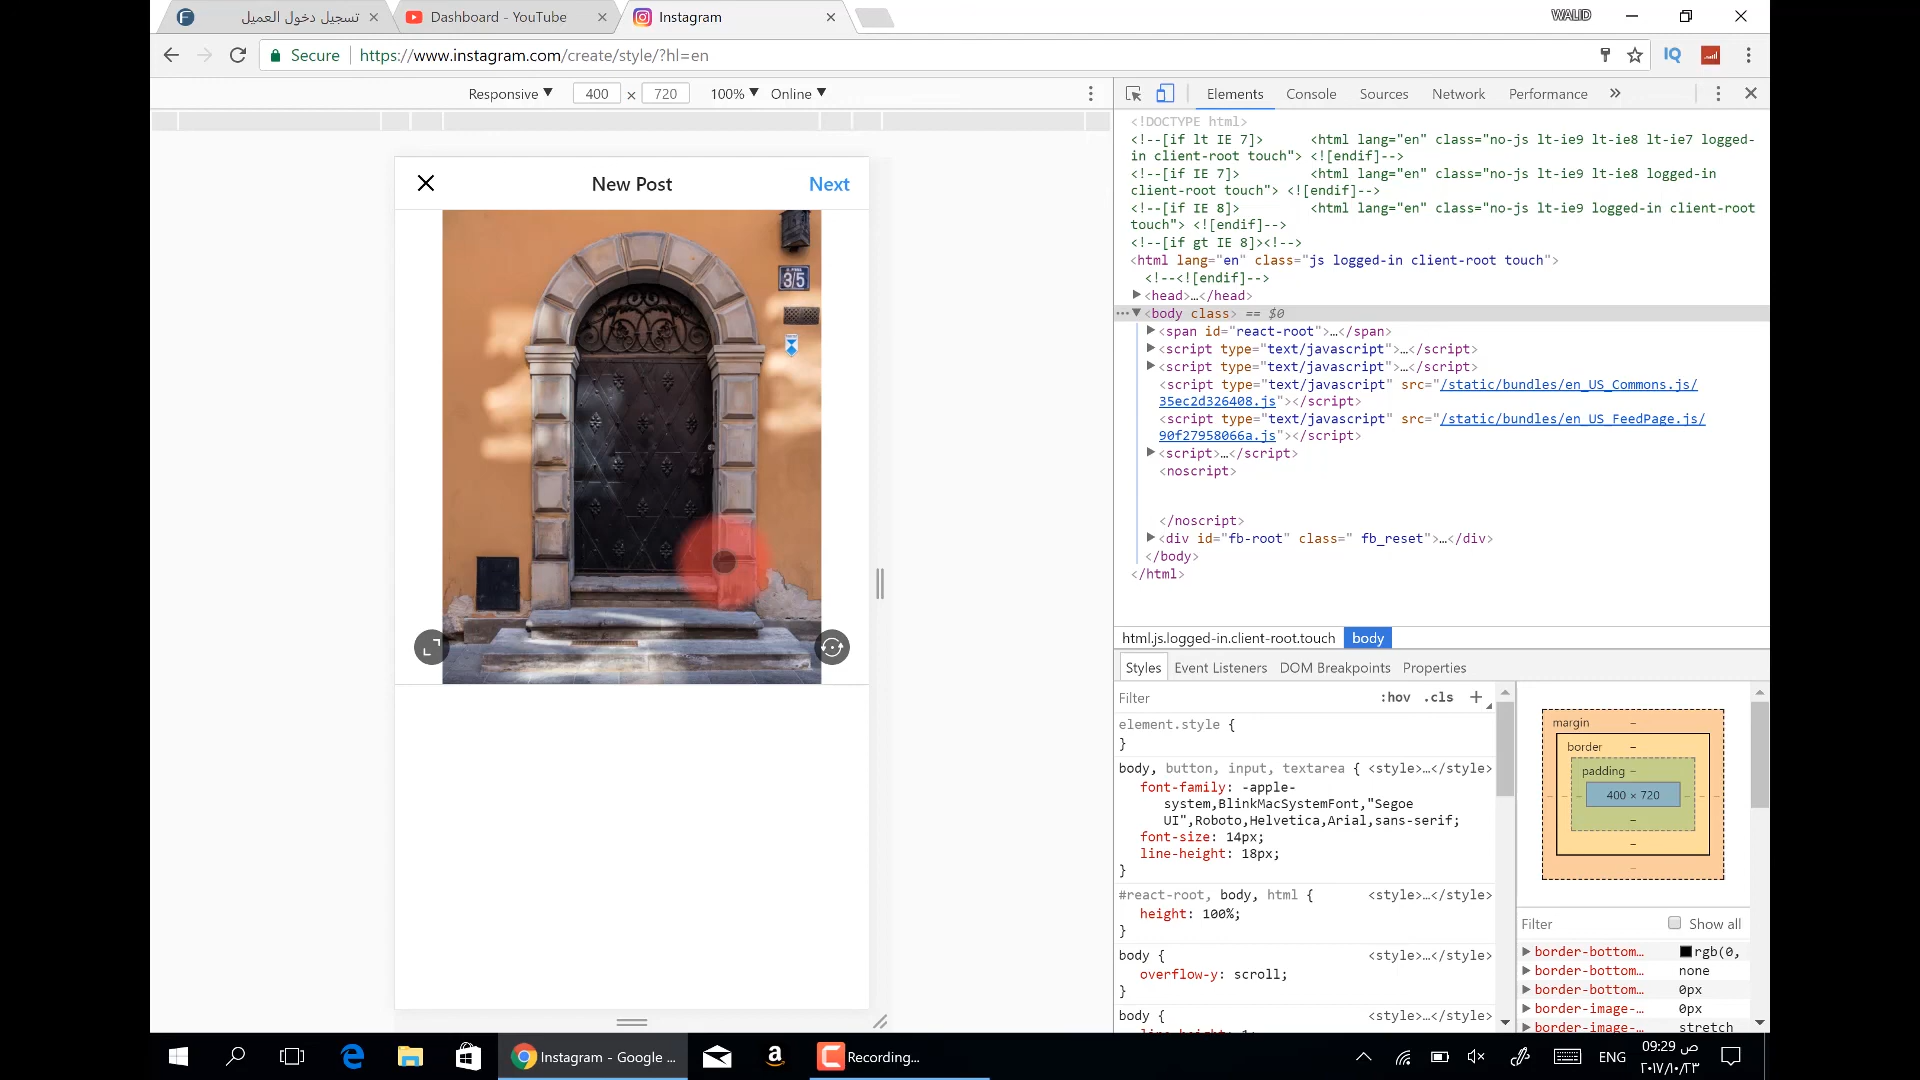 تسجيل دخول العميل
Dashboard - YouTube
Instagram
WALID
Secure
https://www.instagram.com/create/style/?hl=en
IQ
Responsive ▼
400
x
720
100% ▼
Online ▼
Elements
Console
Sources
Network
Performance
»
New Post
Next
3/5
<!DOCTYPE html>
<!--[if lt IE 7]>      <html lang="en" class="no-js lt-ie9 lt-ie8 lt-ie7 logged-
in client-root touch"> <![endif]-->
<!--[if IE 7]>         <html lang="en" class="no-js lt-ie9 lt-ie8 logged-in
client-root touch"> <![endif]-->
<!--[if IE 8]>         <html lang="en" class="no-js lt-ie9 logged-in client-root
touch"> <![endif]-->
<!--[if gt IE 8]><!-->
<html lang="en" class="js logged-in client-root touch">
<!--<![endif]-->
<head>…</head>
<body class> == $0
<span id="react-root">…</span>
<script type="text/javascript">…</script>
<script type="text/javascript">…</script>
<script type="text/javascript" src="/static/bundles/en_US_Commons.js/
35ec2d326408.js"></script>
<script type="text/javascript" src="/static/bundles/en_US_FeedPage.js/
90f27958066a.js"></script>
<script>…</script>
<noscript>
</noscript>
<div id="fb-root" class=" fb_reset">…</div>
</body>
</html>
html.js.logged-in.client-root.touch
body
Styles
Event Listeners
DOM Breakpoints
Properties
Filter
:hov
.cls
+
element.style {
}
body, button, input, textarea { <style>…</style>
font-family: -apple-
system,BlinkMacSystemFont,"Segoe
UI",Roboto,Helvetica,Arial,sans-serif;
font-size: 14px;
line-height: 18px;
}
#react-root, body, html { <style>…</style>
height: 100%;
}
body { <style>…</style>
overflow-y: scroll;
}
body { <style>…</style>
line-height: 1;
margin
–
border
–
padding
–
400 × 720
–
–
–
Filter
Show all
border-bottom…
rgb(0,
border-bottom…
none
border-bottom…
0px
border-image-…
0px
border-image-…
stretch
Instagram - Google ...
Recording...
ENG
09:29 ص
٢٠١٧/١٠/٢٣